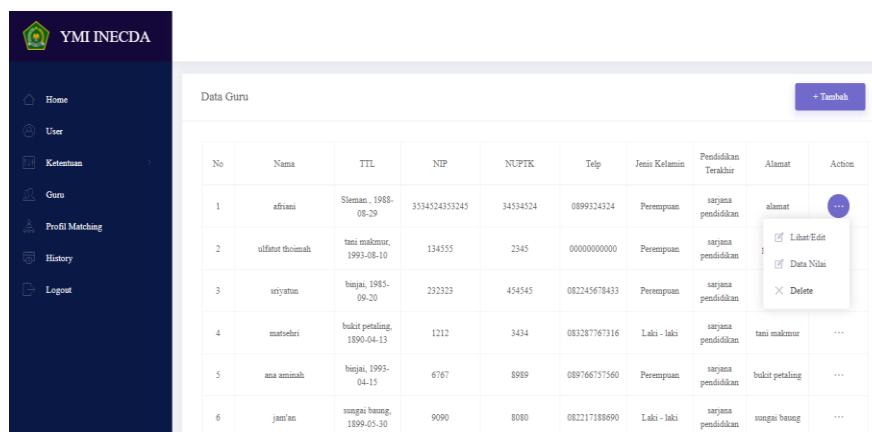 YMI INECDA
Home
User
Ketentuan
Guru
Profil Matching
History
Logout
Data Guru
+ Tambah
No Nama TTL NIP NUPTK Telp Jenis Kelamin Pendidikan Terakhir Alamat Action
1 afriani Sleman , 1988-08-29 3534524353245 34534524 0899324324 Perempuan sarjana pendidikan alamat ...
Lihat/Edit
Data Nilai
Delete
2 ulfatut thoimah tani makmur, 1993-08-10 134555 2345 00000000000 Perempuan sarjana pendidikan
3 sriyatun binjai, 1985-09-20 232323 454545 082245678433 Perempuan sarjana pendidikan
4 matsehri bukit petaling, 1890-04-13 1212 3434 083287767316 Laki - laki sarjana pendidikan tani makmur ...
5 ana aminah binjai, 1993-04-15 6767 8989 089766757560 Perempuan sarjana pendidikan bukit petaling ...
6 jam'an sungai baung, 1899-05-30 9090 8080 082217188690 Laki - laki sarjana pendidikan sungai baung ...